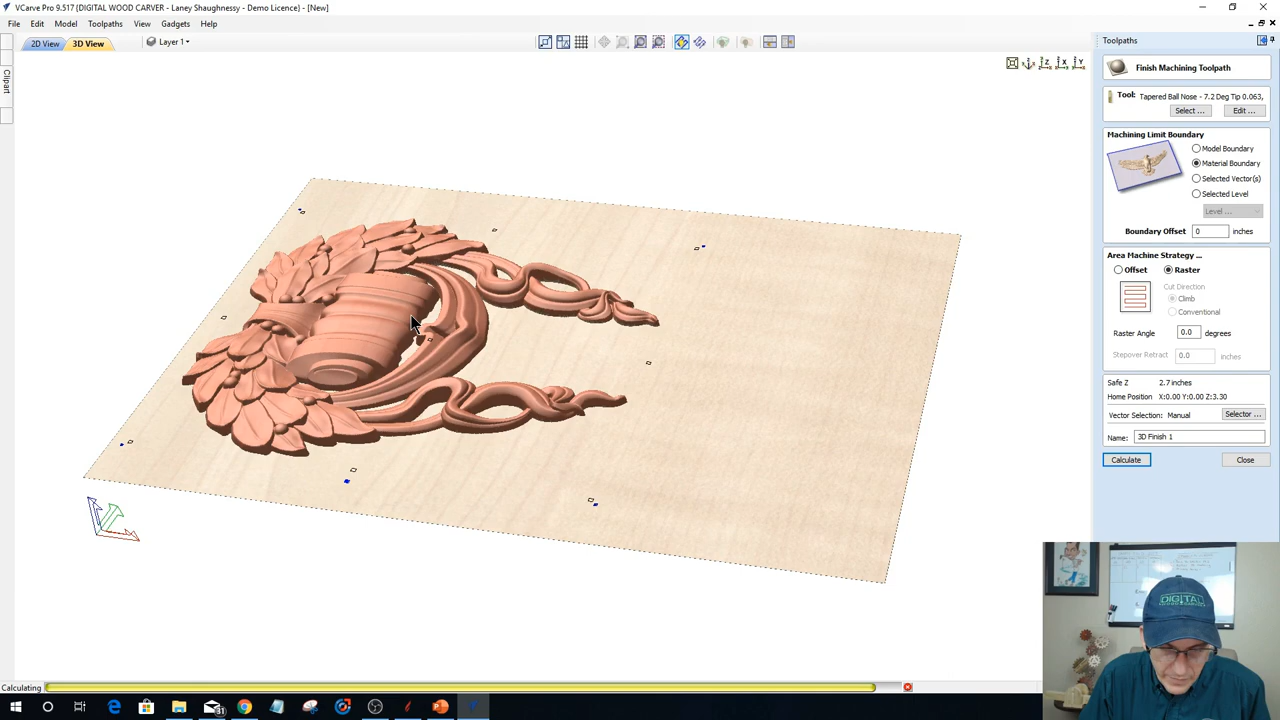 VCarve Pro 9.517 {DIGITAL WOOD CARVER - Laney Shaughnessy - Demo Licence} - [New]
File Edit Model Toolpaths View Gadgets Help
2D View 3D View Layer 1
Clipart
Toolpaths
Finish Machining Toolpath
Tool: Tapered Ball Nose - 7.2 Deg Tip 0.063,
Select ... Edit ...
Machining Limit Boundary
Model Boundary
Material Boundary
Selected Vector(s)
Selected Level
Level ...
Boundary Offset 0 inches
Area Machine Strategy ...
Offset Raster
Cut Direction
Climb
Conventional
Raster Angle 0.0 degrees
Stepover Retract 0.0 inches
Safe Z 2.7 inches
Home Position X:0.00 Y:0.00 Z:3.30
Vector Selection: Manual Selector ...
Name: 3D Finish 1
Calculate Close
DIGITAL
Calculating
31